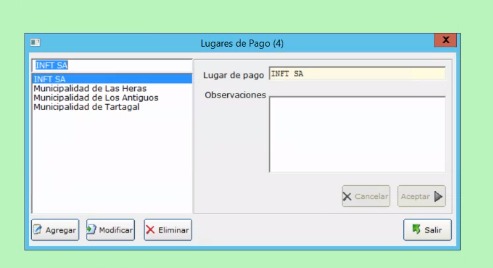 Lugares de Pago (4)
X
INFT SA
INFT SA
Municipalidad de Las Heras
Municipalidad de Los Antiguos
Municipalidad de Tartagal
Lugar de pago INFT SA
Observaciones
Cancelar Aceptar
Agregar Modificar Eliminar Salir